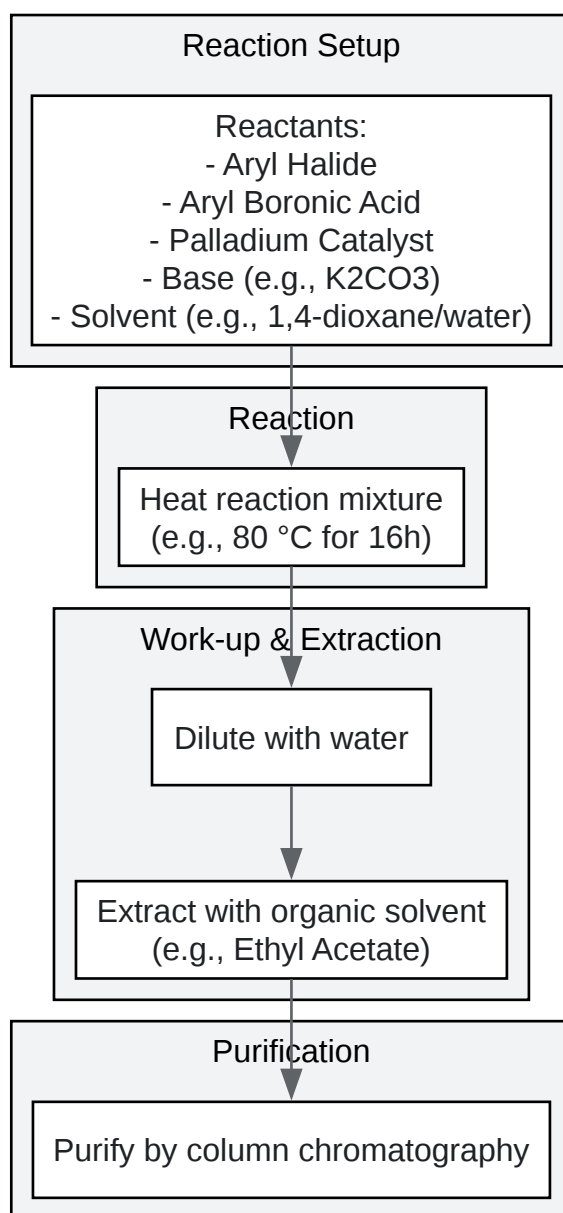 Reaction Setup
Reactants:
- Aryl Halide
- Aryl Boronic Acid
- Palladium Catalyst
- Base (e.g., K2CO3)
- Solvent (e.g., 1,4-dioxane/water)
Reaction
Heat reaction mixture
(e.g., 80 °C for 16h)
Work-up & Extraction
Dilute with water
Extract with organic solvent
(e.g., Ethyl Acetate)
Purification
Purify by column chromatography